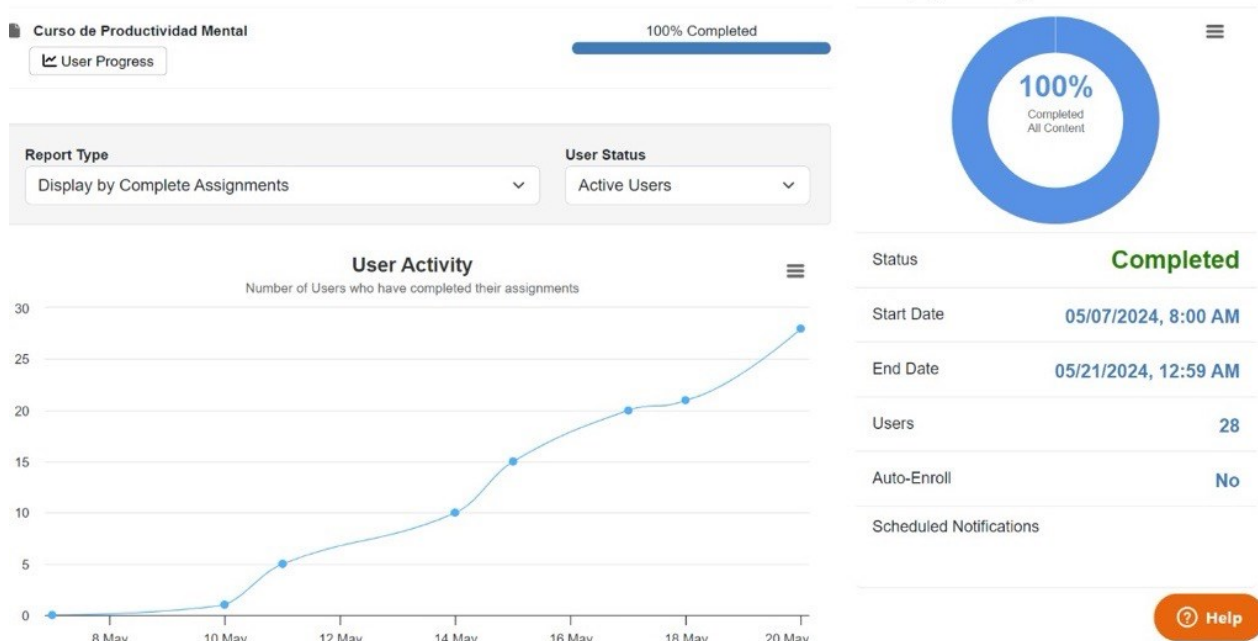 Curso de Productividad Mental
100% Completed
User Progress
Report Type
User Status
Display by Complete Assignments
Active Users
User Activity
Number of Users who have completed their assignments
30
25
20
15
10
5
0
8 May
10 May
12 May
14 May
16 May
18 May
20 May
100%
Completed
All Content
Status
Completed
Start Date
05/07/2024, 8:00 AM
End Date
05/21/2024, 12:59 AM
Users
28
Auto-Enroll
No
Scheduled Notifications
Help